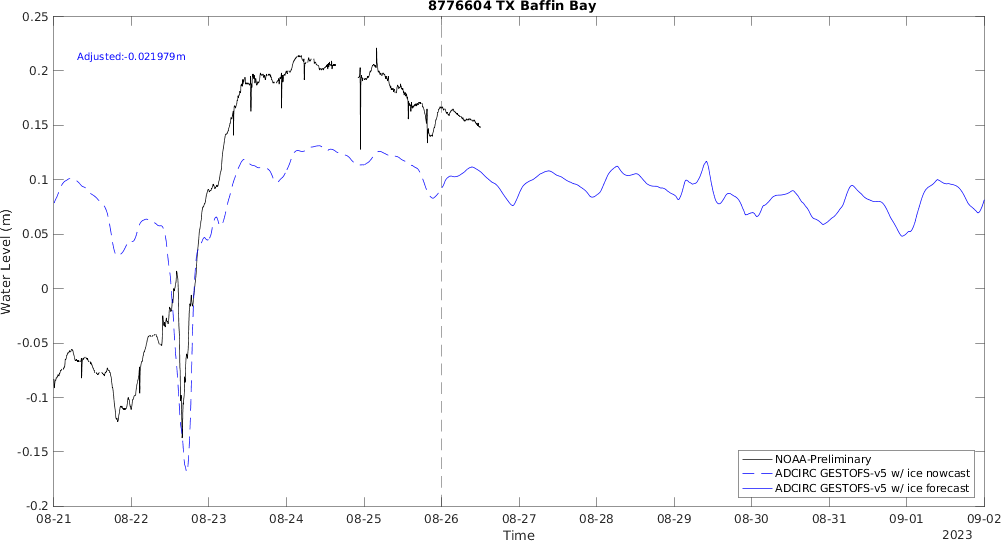 8776604 TX Baffin Bay
Adjusted:-0.021979m
0.25
0.2
0.15
0.1
0.05
0
-0.05
-0.1
-0.15
-0.2
Water Level (m)
NOAA-Preliminary
ADCIRC GESTOFS-v5 w/ ice nowcast
ADCIRC GESTOFS-v5 w/ ice forecast
08-21 08-22 08-23 08-24 08-25 08-26 08-27 08-28 08-29 08-30 08-31 09-01 09-02
Time
2023